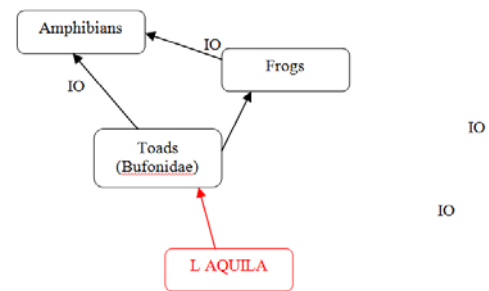 Amphibians
IO
Frogs
IO
Toads
(Bufonidae)
IO
IO
L AQUILA